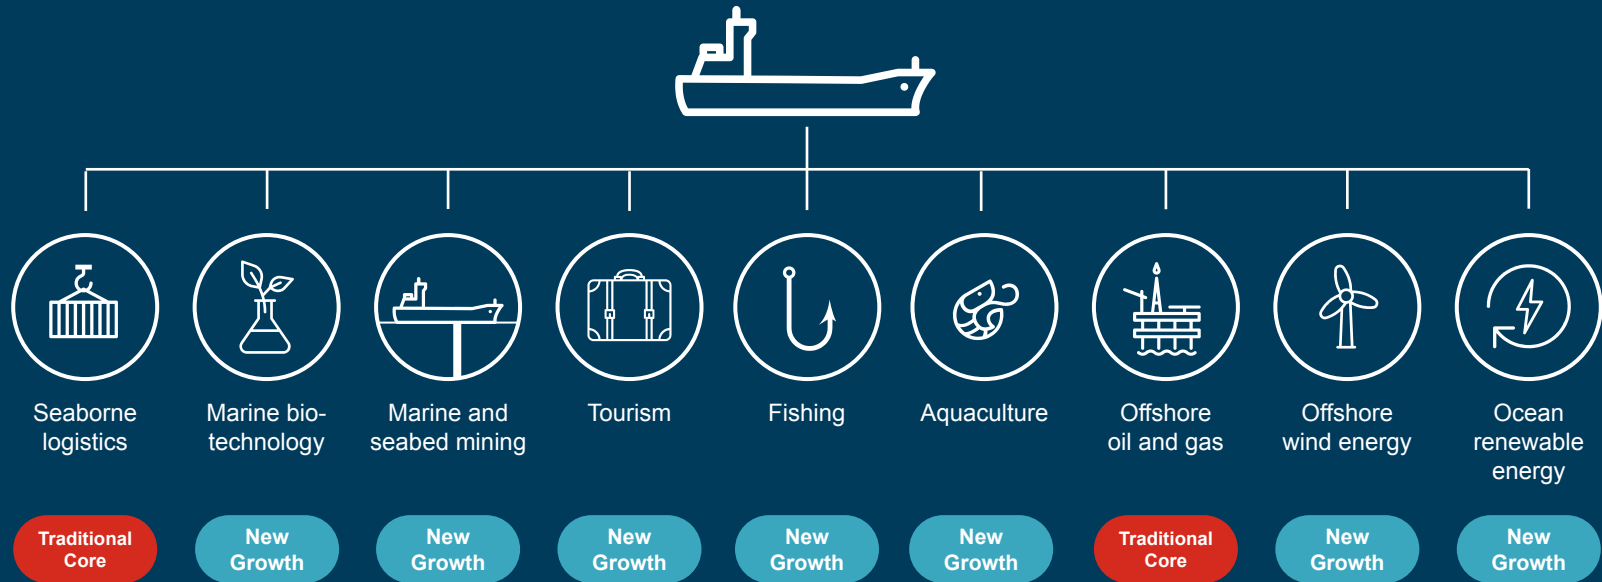 Seaborne
logistics
Marine bio-
technology
Marine and
seabed mining
Tourism
Fishing
Aquaculture
Offshore
oil and gas
Offshore
wind energy
Ocean
renewable
energy
Traditional
Core
New
Growth
New
Growth
New
Growth
New
Growth
New
Growth
Traditional
Core
New
Growth
New
Growth